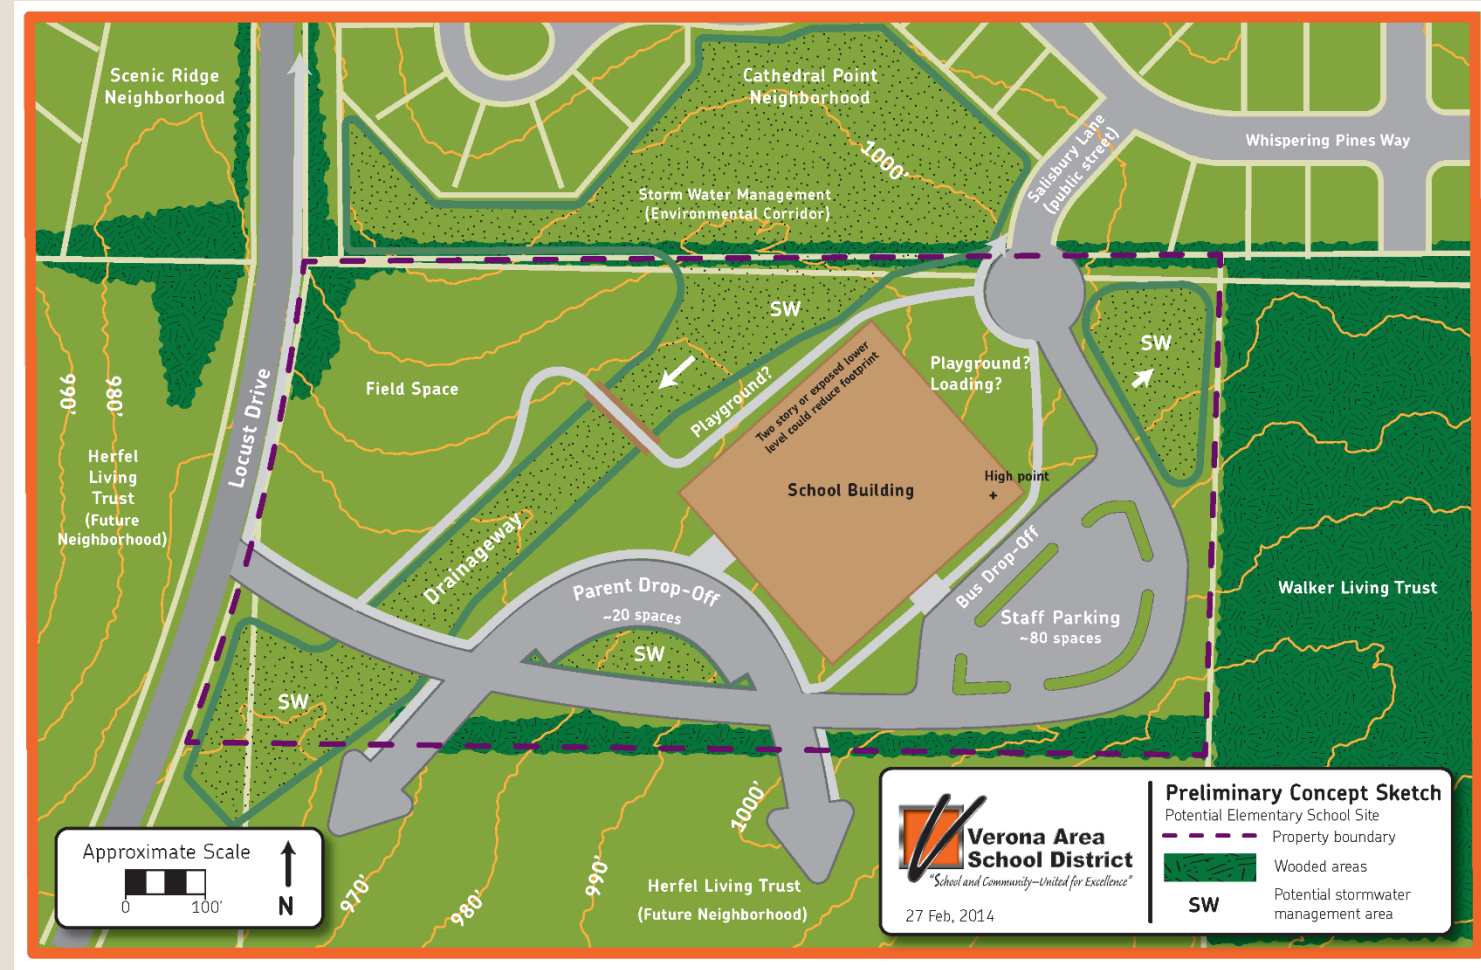 Scenic Ridge
Neighborhood
Cathedral Point
Neighborhood
1000'
Storm Water Management
(Environmental Corridor)
Salisbury Lane
(public street)
Whispering Pines Way
SW
SW
990'
980'
Locust Drive
Field Space
Playground?
Two story or exposed lower
level could reduce footprint
Playground?
Loading?
Herfel
Living
Trust
(Future
Neighborhood)
School Building
High point
+
Drainageway
Parent Drop-Off
~20 spaces
SW
Bus Drop-Off
Staff Parking
~80 spaces
Walker Living Trust
SW
1000'
990'
980'
970'
Herfel Living Trust
(Future Neighborhood)
Approximate Scale
0 100'
N
Verona Area
School District
"School and Community—United for Excellence"
27 Feb, 2014
Preliminary Concept Sketch
Potential Elementary School Site
Property boundary
Wooded areas
SW
Potential stormwater
management area